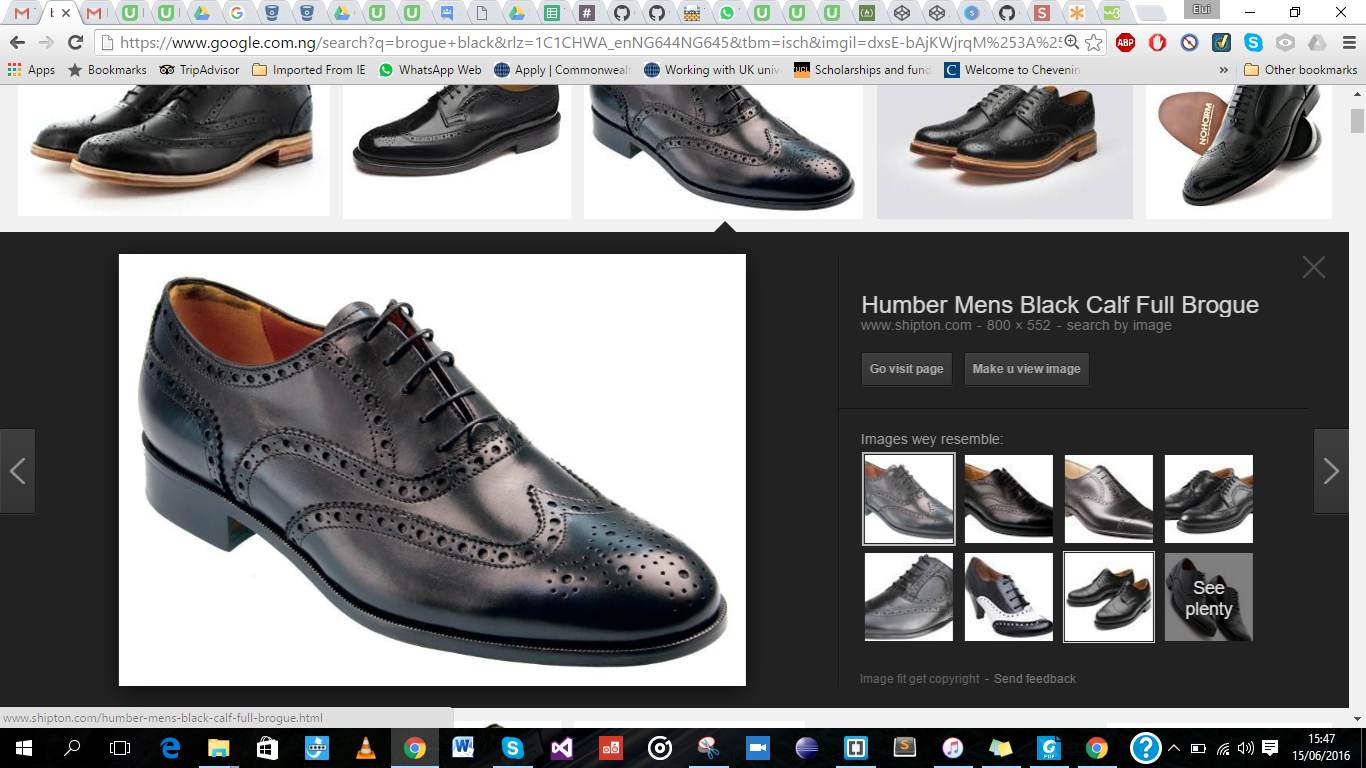 Elui
https://www.google.com.ng/search?q=brogue+black&rlz=1C1CHWA_enNG644NG645&tbm=isch&imgil=dxsE-bAjKWJrqM%253A%25
ABP
Apps
Bookmarks
TripAdvisor
Imported From IE
WhatsApp Web
Apply | Commonweal
Working with UK univ
Scholarships and fund
Welcome to Chevenin
»
Other bookmarks
Humber Mens Black Calf Full Brogue
www.shipton.com - 800 × 552 - search by image
Go visit page
Make u view image
Images wey resemble:
See
plenty
Image fit get copyright - Send feedback
www.shipton.com/humber-mens-black-calf-full-brogue.html
15:47
15/06/2016